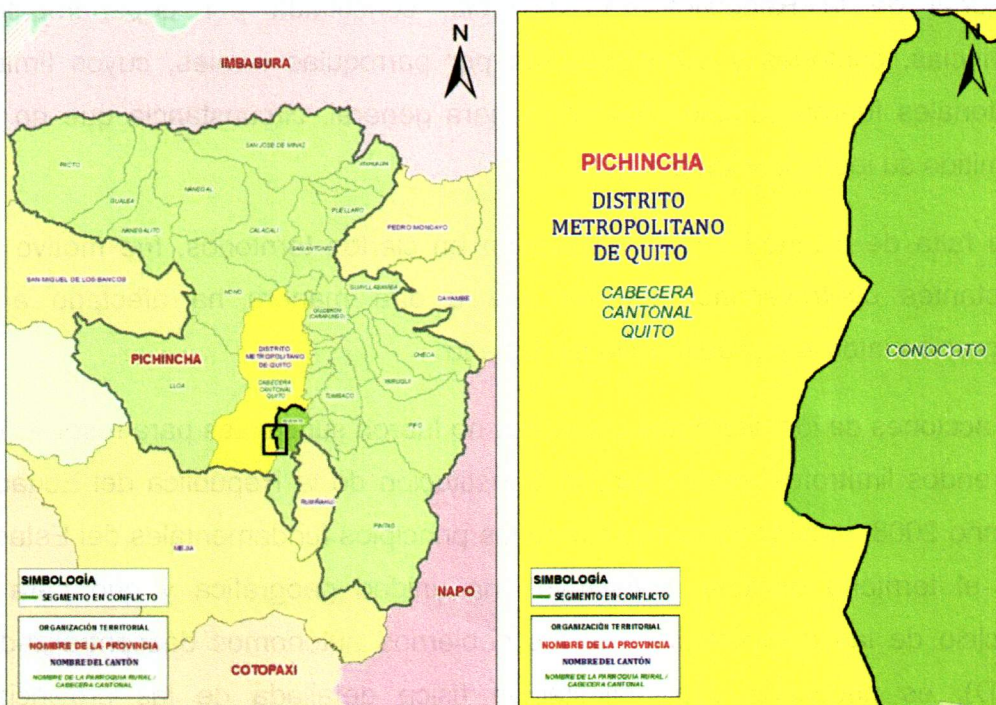 N
IMBABURA
SAN JOSE DE MINAS
PACTO
GUALEA
NANEGAL
PUELLARO
NANEGALITO
CALACALI
SAN ANTONIO
PEDRO MONCAYO
SAN MIGUEL DE LOS BANCOS
NONO
GUAYLLABAMBA
CAYAMBE
CALDERON
(CARAPUNGO)
PICHINCHA
DISTRITO
METROPOLITANO
DE QUITO
CHECA
LLOA
CABECERA
CANTONAL
QUITO
YARUQUI
TUMBACO
PIFO
RUMIÑAHUI
PINTAG
MEJIA
NAPO
COTOPAXI
SIMBOLOGÍA
SEGMENTO EN CONFLICTO
ORGANIZACIÓN TERRITORIAL
NOMBRE DE LA PROVINCIA
NOMBRE DEL CANTÓN
NOMBRE DE LA PARROQUIA RURAL /
CABECERA CANTONAL
N
PICHINCHA
DISTRITO
METROPOLITANO
DE QUITO
CABECERA
CANTONAL
QUITO
CONOCOTO
SIMBOLOGÍA
SEGMENTO EN CONFLICTO
ORGANIZACIÓN TERRITORIAL
NOMBRE DE LA PROVINCIA
NOMBRE DEL CANTÓN
NOMBRE DE LA PARROQUIA RURAL /
CABECERA CANTONAL